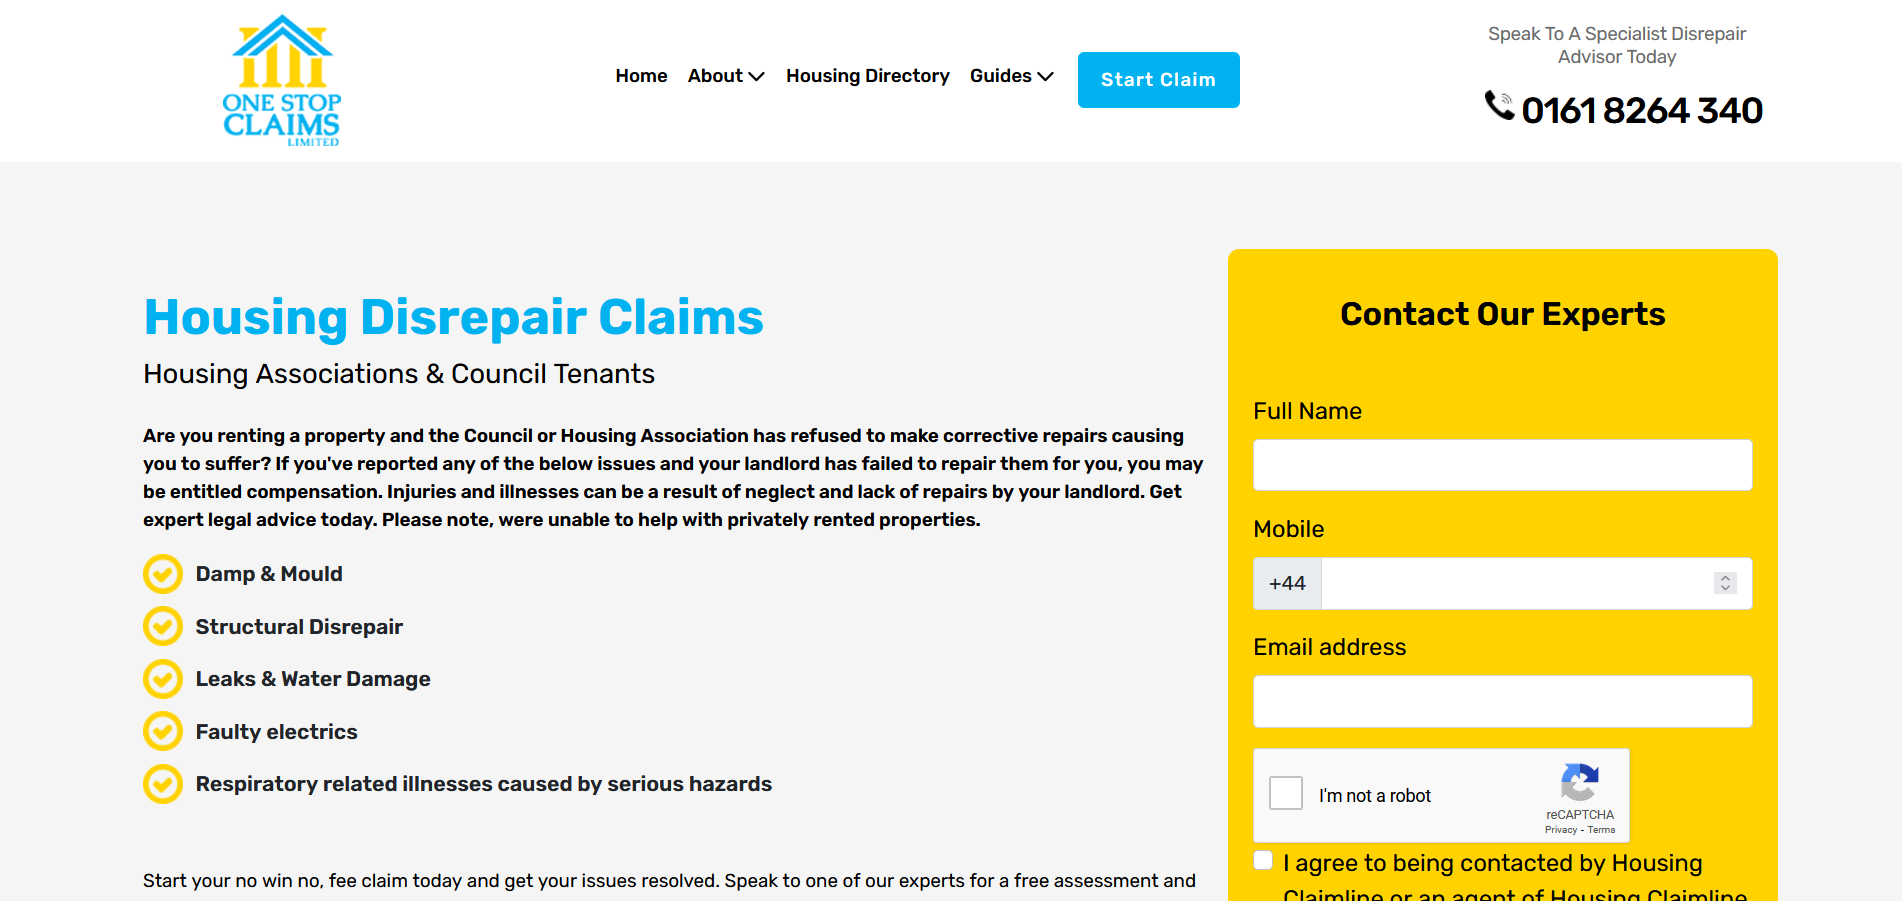 ONE STOP
CLAIMS
LIMITED
Home About Housing Directory Guides Start Claim
Speak To A Specialist Disrepair
Advisor Today
0161 8264 340
Housing Disrepair Claims
Housing Associations & Council Tenants
Are you renting a property and the Council or Housing Association has refused to make corrective repairs causing
you to suffer? If you've reported any of the below issues and your landlord has failed to repair them for you, you may
be entitled compensation. Injuries and illnesses can be a result of neglect and lack of repairs by your landlord. Get
expert legal advice today. Please note, were unable to help with privately rented properties.
Damp & Mould
Structural Disrepair
Leaks & Water Damage
Faulty electrics
Respiratory related illnesses caused by serious hazards
Start your no win no, fee claim today and get your issues resolved. Speak to one of our experts for a free assessment and
Contact Our Experts
Full Name
Mobile
+44
Email address
I'm not a robot
reCAPTCHA
Privacy - Terms
I agree to being contacted by Housing
Claimline or an agent of Housing Claimline